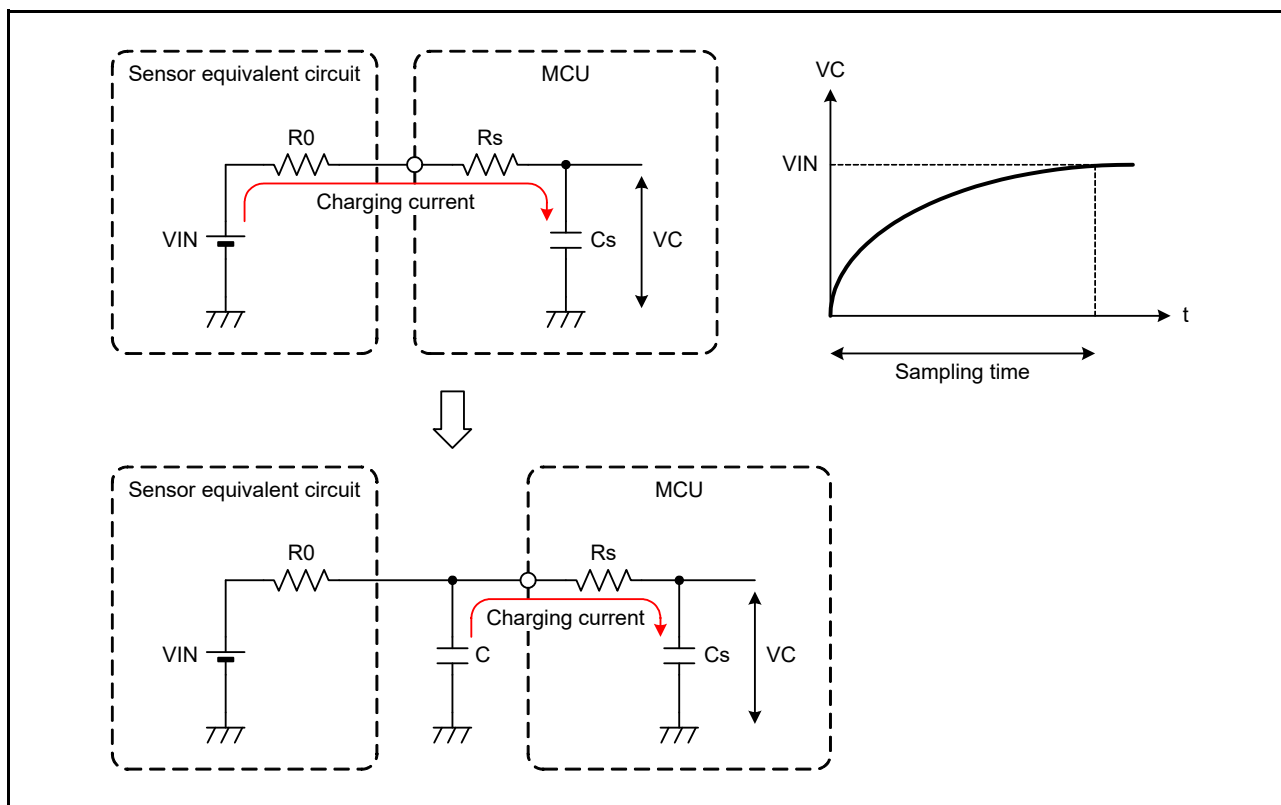 Sensor equivalent circuit
MCU
R0
Rs
Charging current
VIN
Cs
VC
VC
VIN
t
Sampling time
Sensor equivalent circuit
MCU
R0
Rs
Charging current
VIN
C
Cs
VC